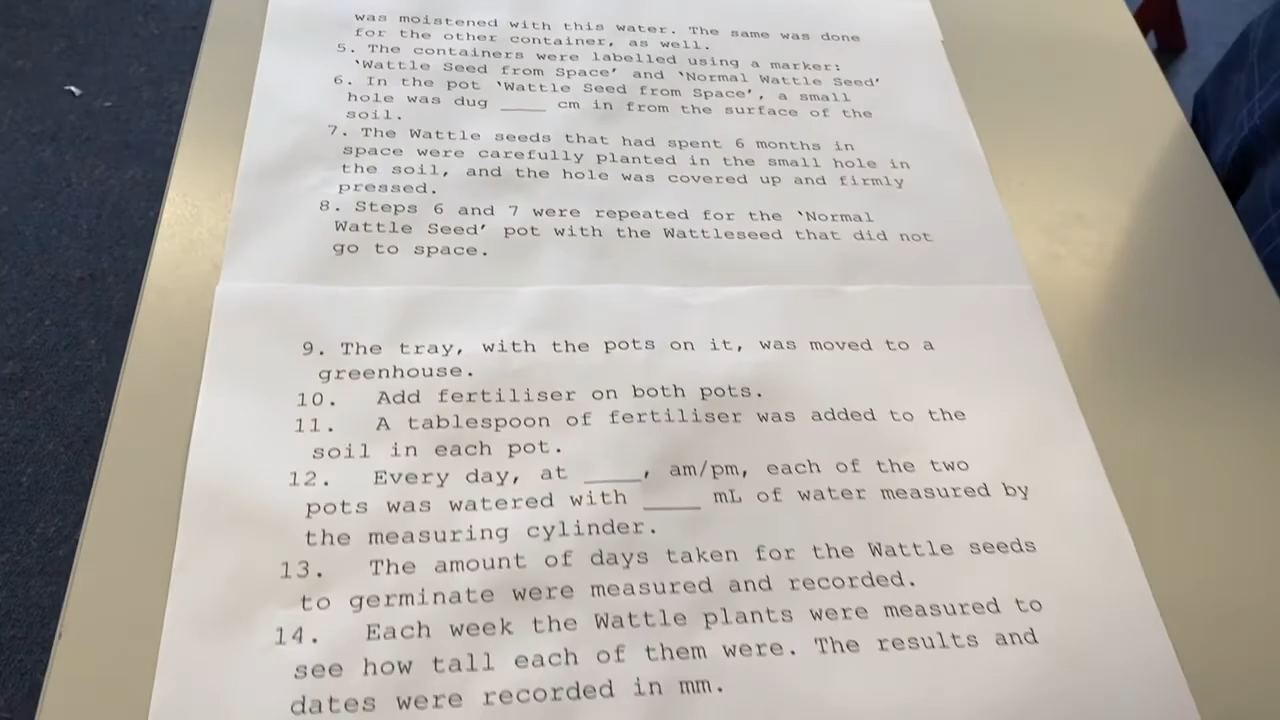 was moistened with this water. The same was done
for the other container, as well.
5. The containers were labelled using a marker:
'Wattle Seed from Space' and 'Normal Wattle Seed'
6. In the pot 'Wattle Seed from Space', a small
hole was dug ____ cm in from the surface of the
soil.
7. The Wattle seeds that had spent 6 months in
space were carefully planted in the small hole in
the soil, and the hole was covered up and firmly
pressed.
8. Steps 6 and 7 were repeated for the 'Normal
Wattle Seed' pot with the Wattleseed that did not
go to space.
9. The tray, with the pots on it, was moved to a
greenhouse.
10. Add fertiliser on both pots.
11. A tablespoon of fertiliser was added to the
soil in each pot.
12. Every day, at ____, am/pm, each of the two
pots was watered with ____ mL of water measured by
the measuring cylinder.
13. The amount of days taken for the Wattle seeds
to germinate were measured and recorded.
14. Each week the Wattle plants were measured to
see how tall each of them were. The results and
dates were recorded in mm.